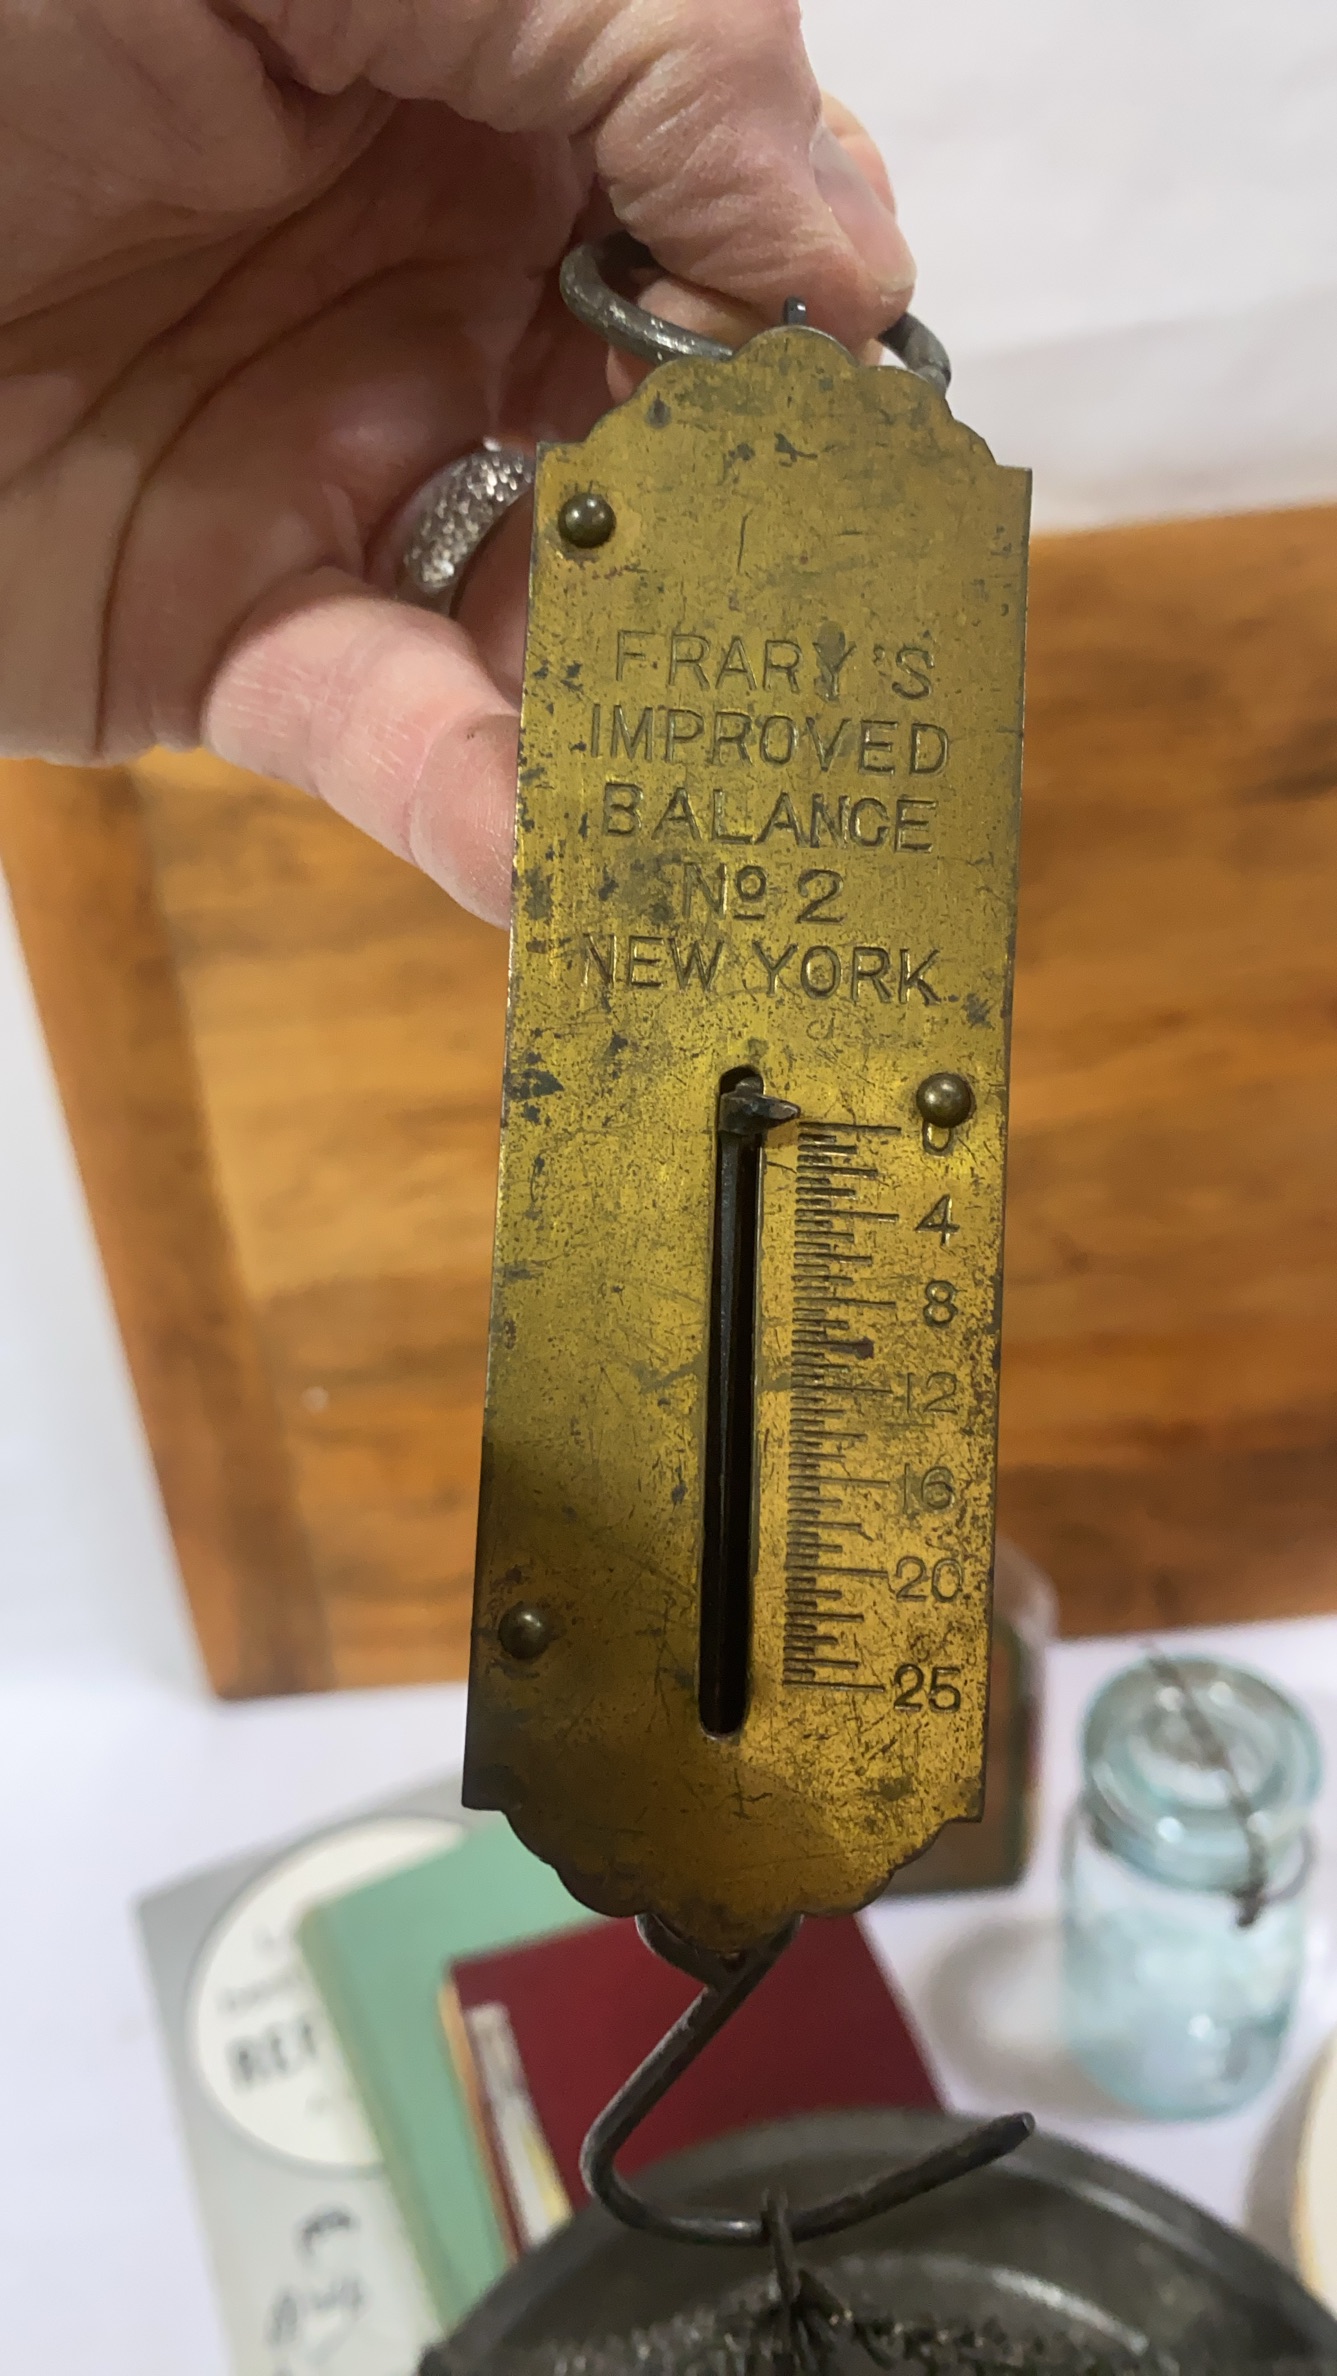 FRARY'S
IMPROVED
BALANCE
No 2
NEW YORK
0
4
8
12
16
20
25